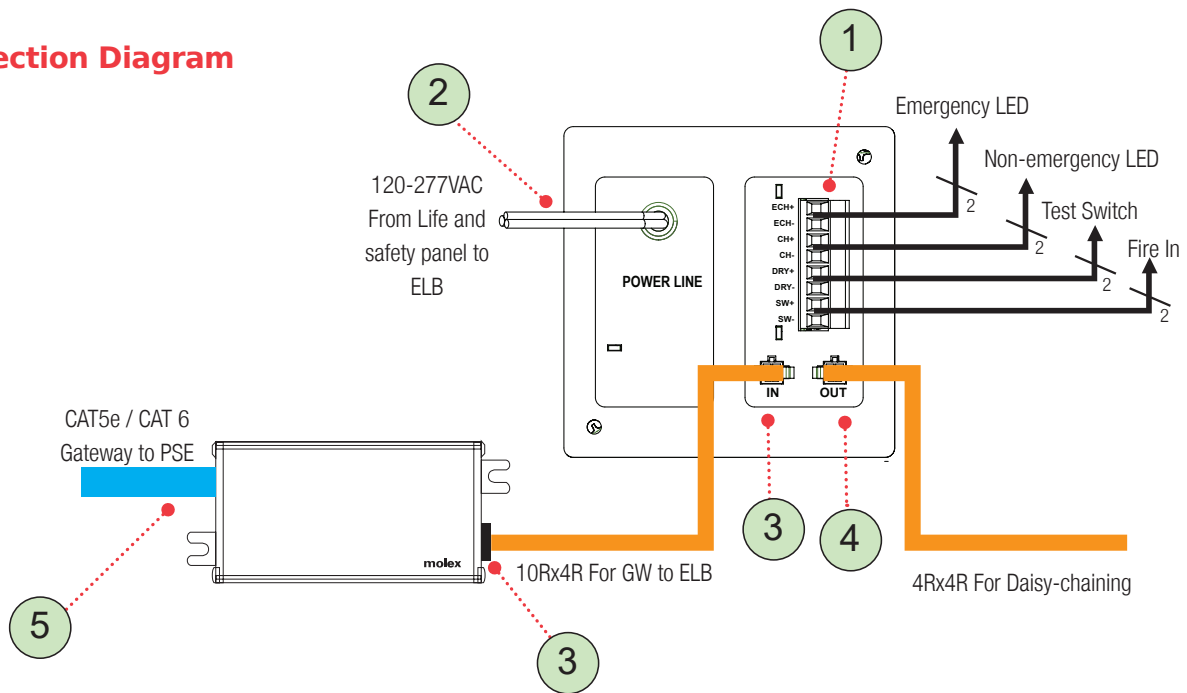 ection Diagram
1
2
Emergency LED
Non-emergency LED
Test Switch
Fire In
2
2
2
2
120-277VAC
From Life and
safety panel to
ELB
POWER LINE
ECH+
ECH-
CH+
CH-
DRY+
DRY-
SW+
SW-
IN
OUT
CAT5e / CAT 6
Gateway to PSE
3
4
molex
10Rx4R For GW to ELB
4Rx4R For Daisy-chaining
5
3